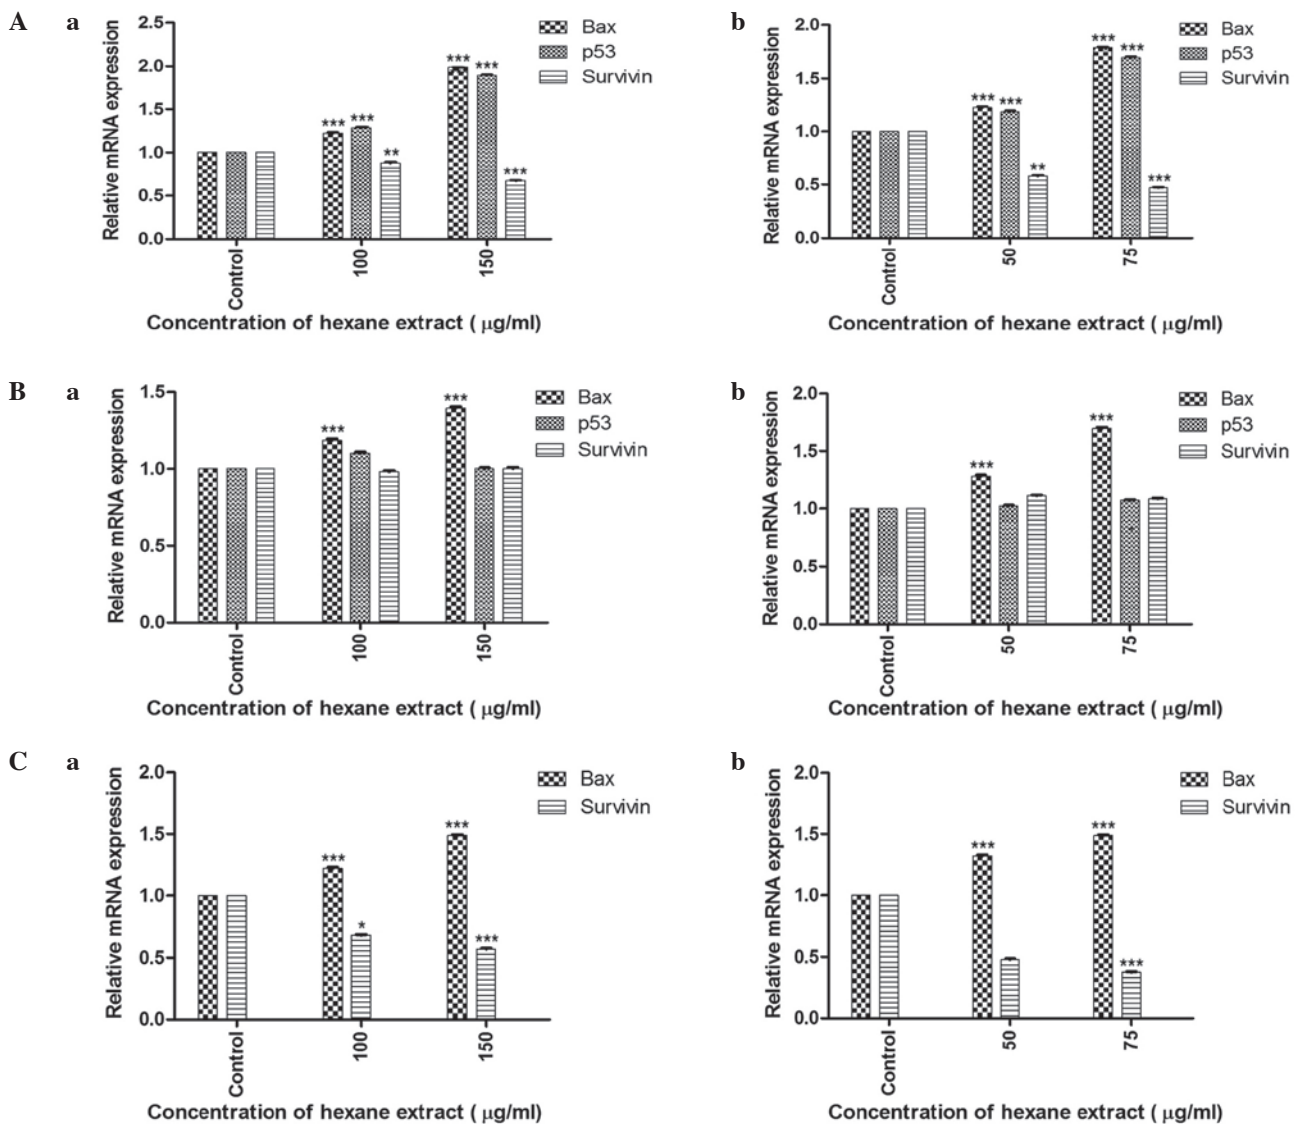 A a
2.5
2.0
1.5
1.0
0.5
0.0
Relative mRNA expression
Bax
p53
Survivin
*** *** ** *** *** ***
Control 100 150
Concentration of hexane extract ( μg/ml)
b
2.0
1.5
1.0
0.5
0.0
Relative mRNA expression
Bax
p53
Survivin
*** *** ** *** *** ***
Control 50 75
Concentration of hexane extract ( μg/ml)
B a
1.5
1.0
0.5
0.0
Relative mRNA expression
Bax
p53
Survivin
*** ***
Control 100 150
Concentration of hexane extract ( μg/ml)
b
2.0
1.5
1.0
0.5
0.0
Relative mRNA expression
Bax
p53
Survivin
*** ***
Control 50 75
Concentration of hexane extract ( μg/ml)
C a
2.0
1.5
1.0
0.5
0.0
Relative mRNA expression
Bax
Survivin
*** * *** ***
Control 100 150
Concentration of hexane extract ( μg/ml)
b
2.0
1.5
1.0
0.5
0.0
Relative mRNA expression
Bax
Survivin
*** *** ***
Control 50 75
Concentration of hexane extract ( μg/ml)